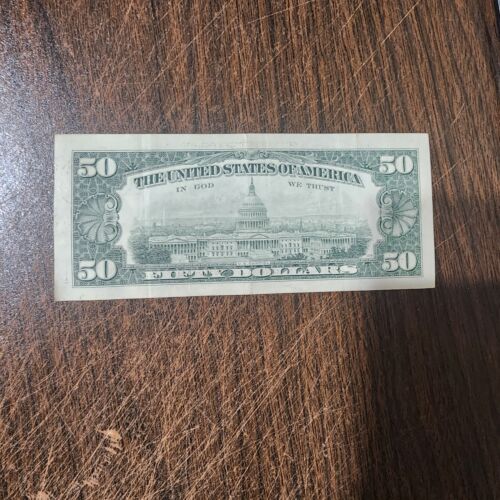 50 50
THE UNITED STATES OF AMERICA
IN GOD WE TRUST
50 50
FIFTY DOLLARS